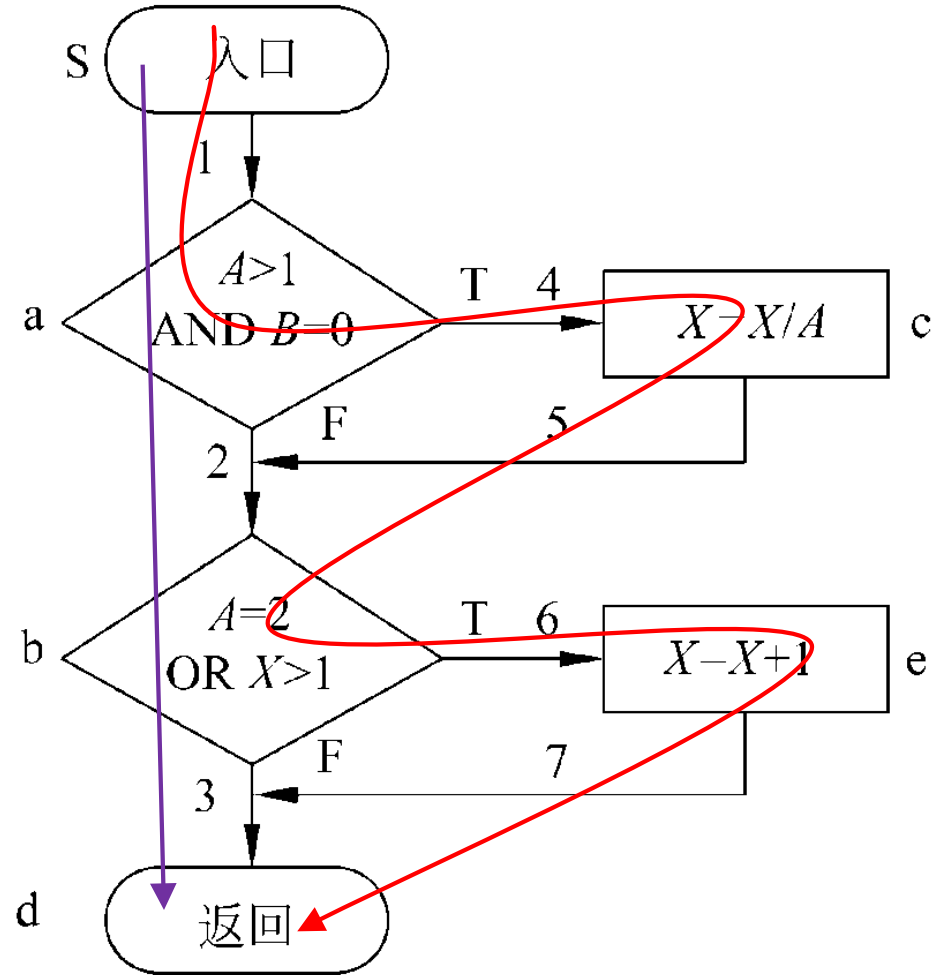 S
入口
1
A>1
T
4
a
AND B=0
X=X/A
c
F
5
2
A=2
T
6
b
OR X>1
X-X+1
e
F
7
3
d
返回